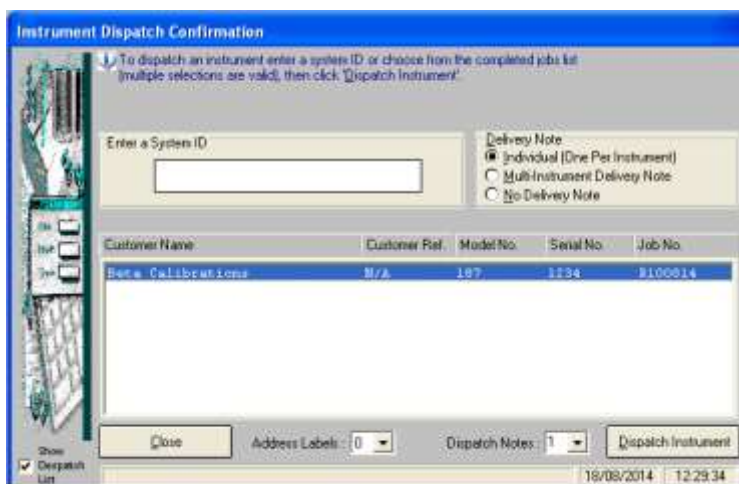 Instrument Dispatch Confirmation
To dispatch an instrument enter a system ID or choose from the completed jobs list
(multiple selections are valid), then click 'Dispatch Instrument'
Enter a System ID
Delivery Note
Individual (One Per Instrument)
Multi-Instrument Delivery Note
No Delivery Note
Customer Name Customer Ref. Model No. Serial No. Job No.
Beta Calibrations N/A 187 1234 B100814
Close Address Labels : 0 Dispatch Notes : 1 Dispatch Instrument
Show
Despatch
List
18/08/2014 12:29:34